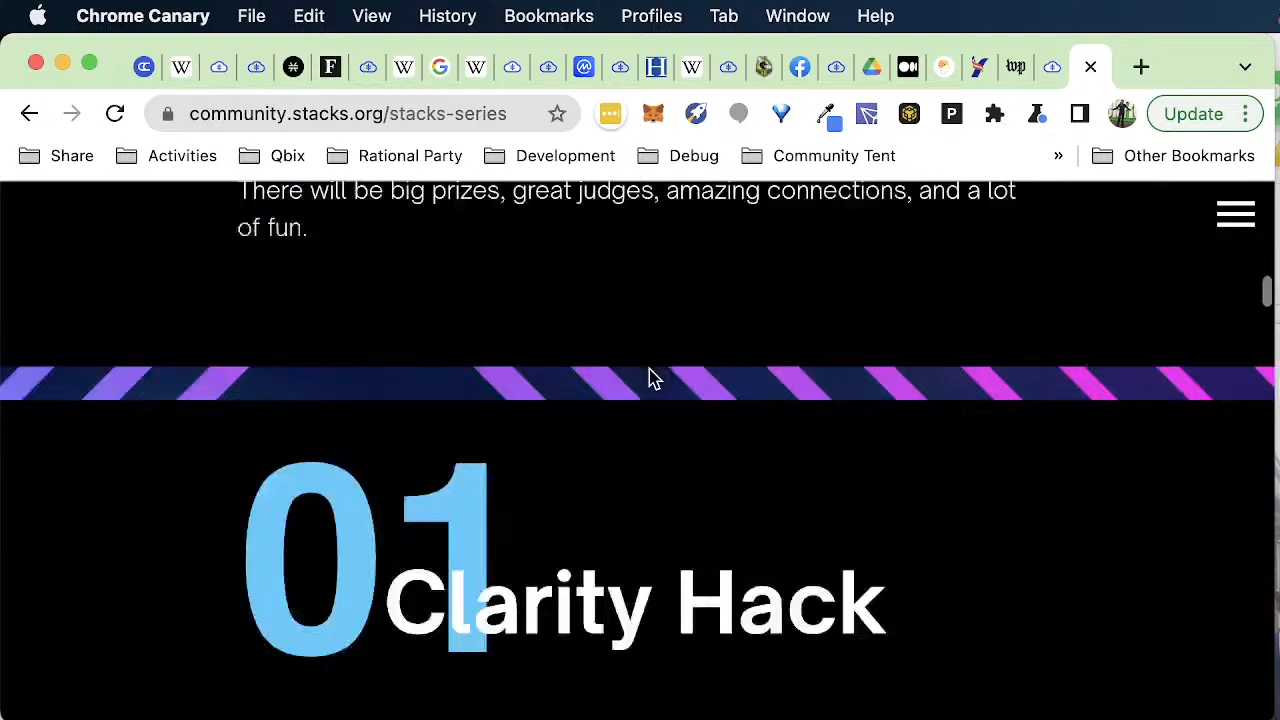 Chrome Canary File Edit View History Bookmarks Profiles Tab Window Help
community.stacks.org/stacks-series Update
Share Activities Qbix Rational Party Development Debug Community Tent » Other Bookmarks
There will be big prizes, great judges, amazing connections, and a lot
of fun.
01
Clarity Hack